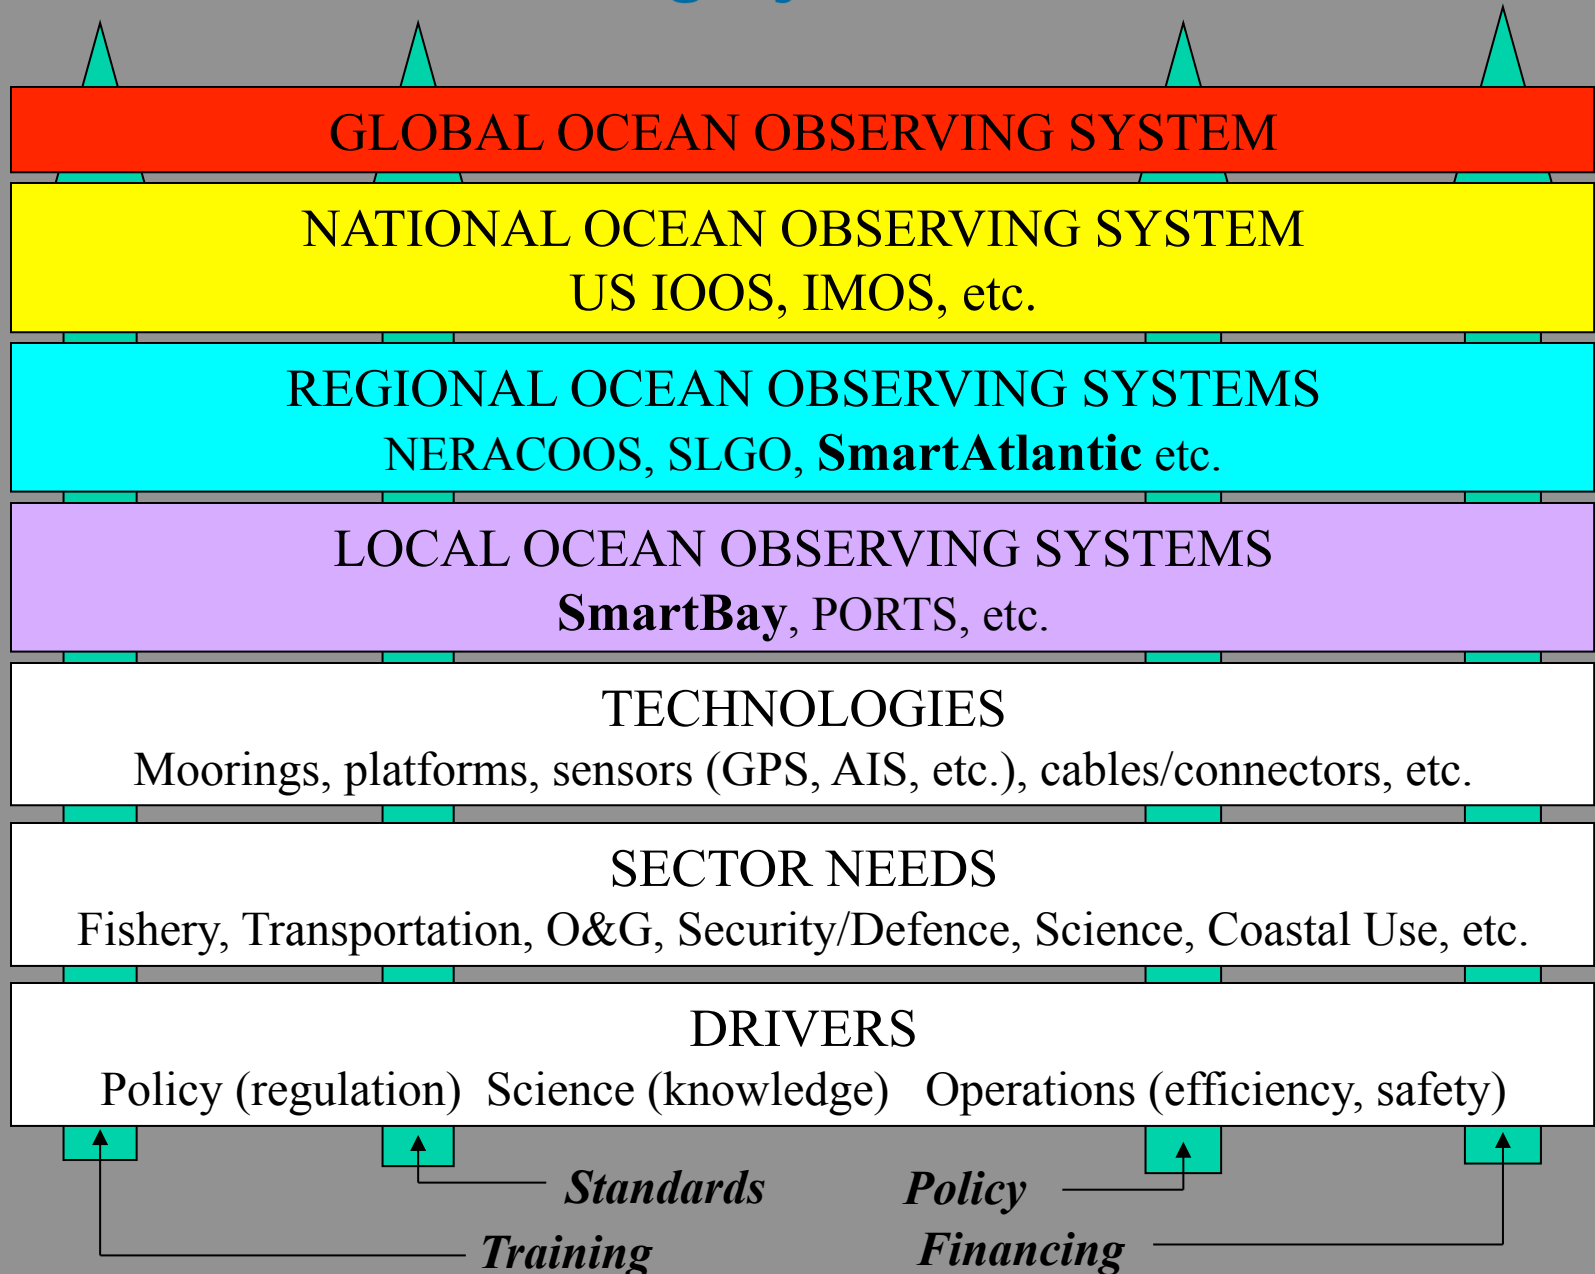 GLOBAL OCEAN OBSERVING SYSTEM
NATIONAL OCEAN OBSERVING SYSTEM
US IOOS, IMOS, etc.
REGIONAL OCEAN OBSERVING SYSTEMS
NERACOOS, SLGO, SmartAtlantic etc.
LOCAL OCEAN OBSERVING SYSTEMS
SmartBay, PORTS, etc.
TECHNOLOGIES
Moorings, platforms, sensors (GPS, AIS, etc.), cables/connectors, etc.
SECTOR NEEDS
Fishery, Transportation, O&G, Security/Defence, Science, Coastal Use, etc.
DRIVERS
Policy (regulation)  Science (knowledge)   Operations (efficiency, safety)
Standards
Policy
Training
Financing